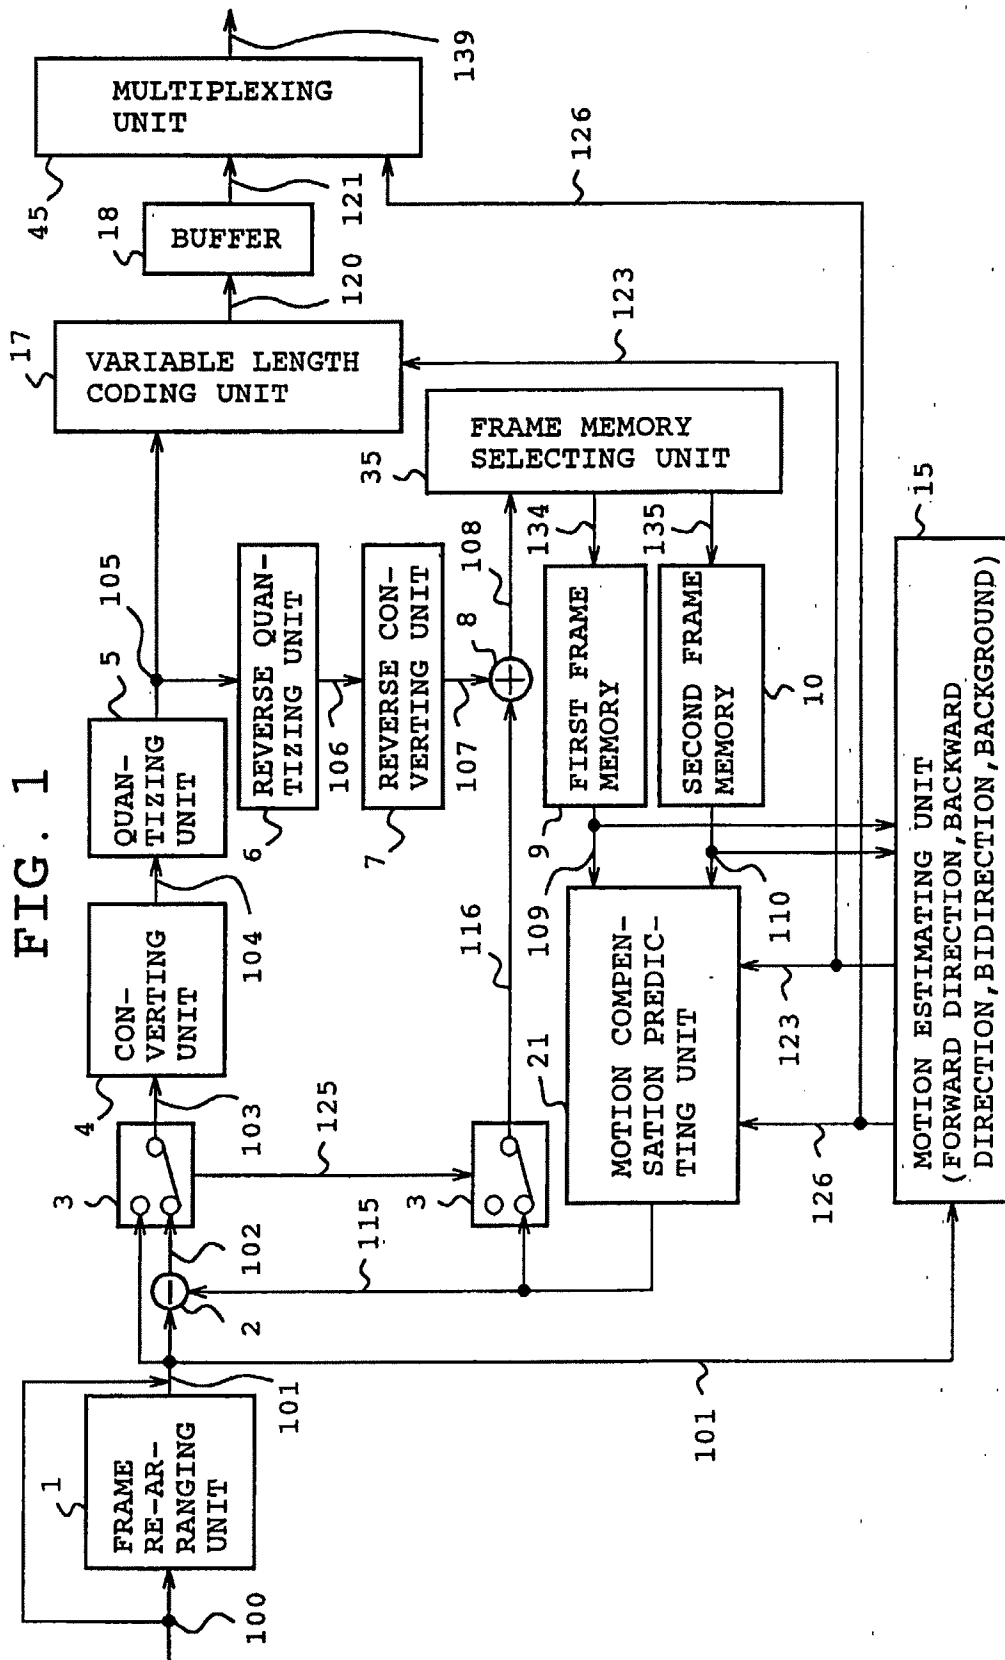 FIG. 1
100
1
FRAME
RE-AR-
RANGING
UNIT
101
2
102
3
103
4
CON-
VERTING
UNIT
104
5
QUAN-
TIZING
UNIT
105
17
VARIABLE LENGTH
CODING UNIT
120
18
BUFFER
121
45
MULTIPLEXING
UNIT
139
6
REVERSE QUAN-
TIZING UNIT
106
7
REVERSE CON-
VERTING UNIT
107
8
108
125
115
3
116
35
FRAME MEMORY
SELECTING UNIT
134
135
9
FIRST FRAME
MEMORY
SECOND FRAME
MEMORY
10
109
110
21
MOTION COMPEN-
SATION PREDIC-
TING UNIT
123
123
126
126
101
15
MOTION ESTIMATING UNIT
(FORWARD DIRECTION,BACKWARD
DIRECTION,BIDIRECTION,BACKGROUND)